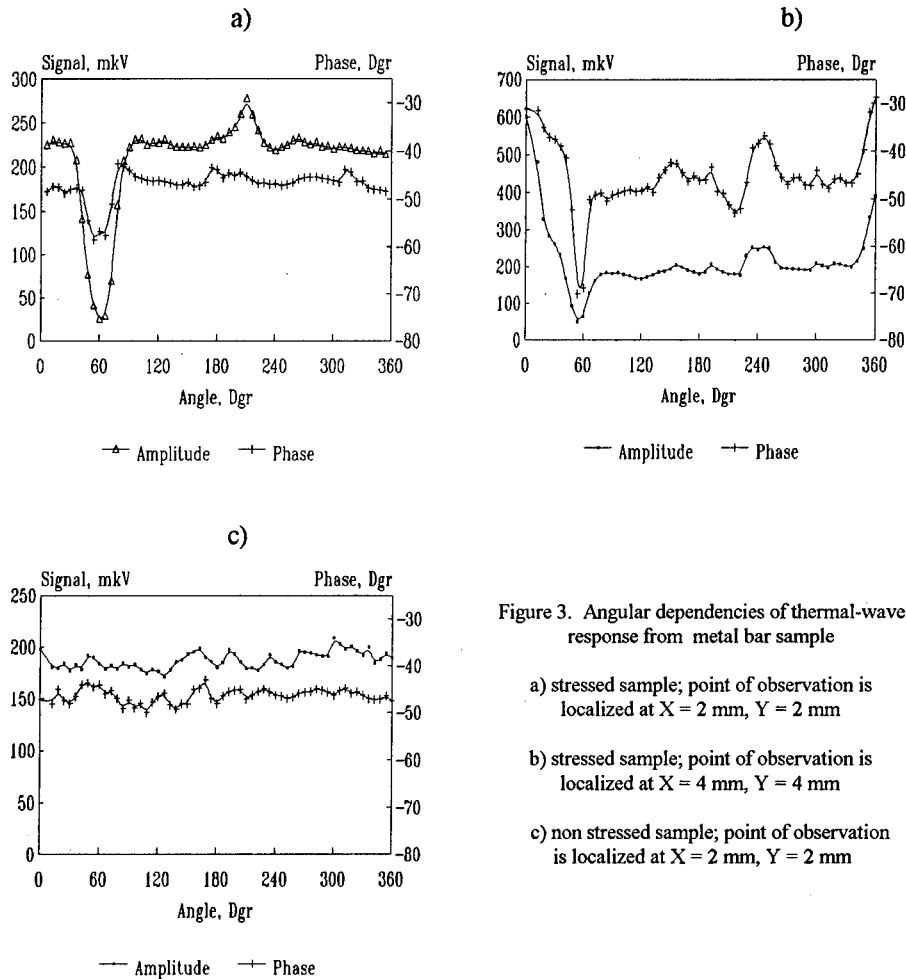 a)
Signal, mkV Phase, Dgr
300
250
200
150
100
50
0
-30
-40
-50
-60
-70
-80
0 60 120 180 240 300 360
Angle, Dgr
Amplitude Phase
b)
Signal, mkV Phase, Dgr
700
600
500
400
300
200
100
0
-30
-40
-50
-60
-70
-80
0 60 120 180 240 300 360
Angle, Dgr
Amplitude Phase
c)
Signal, mkV Phase, Dgr
250
200
150
100
50
0
-30
-40
-50
-60
-70
-80
0 60 120 180 240 300 360
Angle, Dgr
Amplitude Phase
Figure 3. Angular dependencies of thermal-wave
response from metal bar sample
a) stressed sample; point of observation is
localized at X = 2 mm, Y = 2 mm
b) stressed sample; point of observation is
localized at X = 4 mm, Y = 4 mm
c) non stressed sample; point of observation
is localized at X = 2 mm, Y = 2 mm